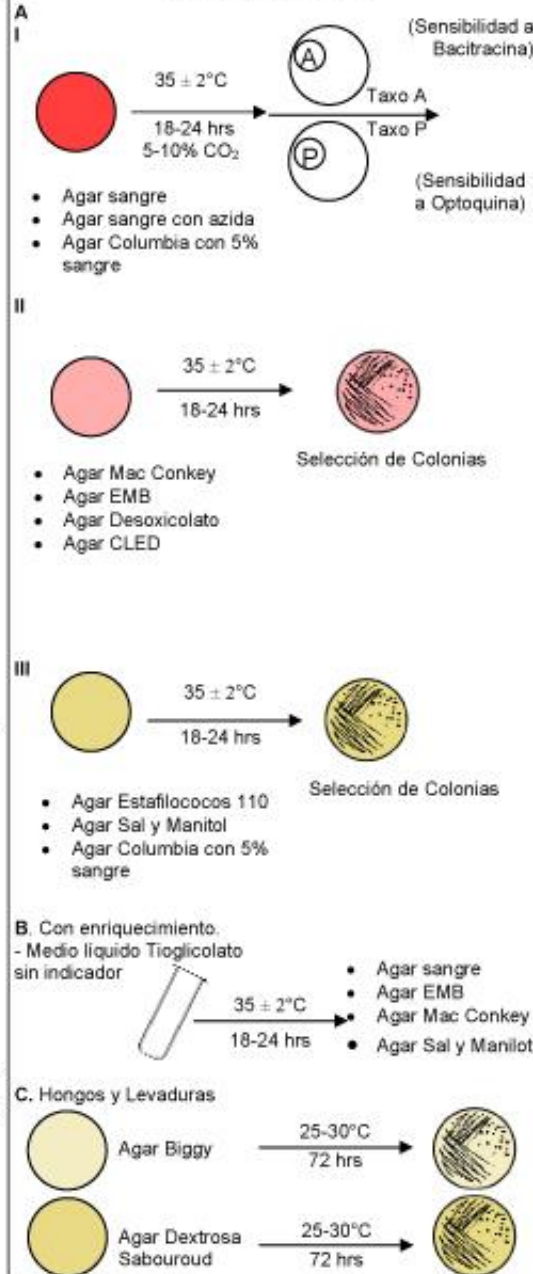 A
I
35 ± 2°C
18-24 hrs
5-10% CO₂
A
(Sensibilidad a
Bacitracina)
Taxo A
Taxo P
P
(Sensibilidad
a Optoquina)
• Agar sangre
• Agar sangre con azida
• Agar Columbia con 5%
sangre
II
35 ± 2°C
18-24 hrs
Selección de Colonias
• Agar Mac Conkey
• Agar EMB
• Agar Desoxicolato
• Agar CLED
III
35 ± 2°C
18-24 hrs
Selección de Colonias
• Agar Estafilococos 110
• Agar Sal y Manitol
• Agar Columbia con 5%
sangre
B. Con enriquecimiento.
- Medio líquido Tioglicolato
sin indicador
35 ± 2°C
18-24 hrs
• Agar sangre
• Agar EMB
• Agar Mac Conkey
• Agar Sal y Manilot
C. Hongos y Levaduras
Agar Biggy
25-30°C
72 hrs
Agar Dextrosa
Sabouroud
25-30°C
72 hrs